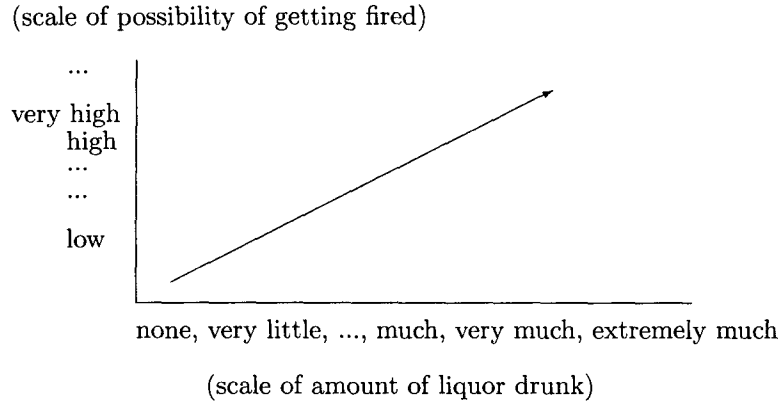 (scale of possibility of getting fired)
...
very high
high
...
...
low
none, very little, ..., much, very much, extremely much
(scale of amount of liquor drunk)